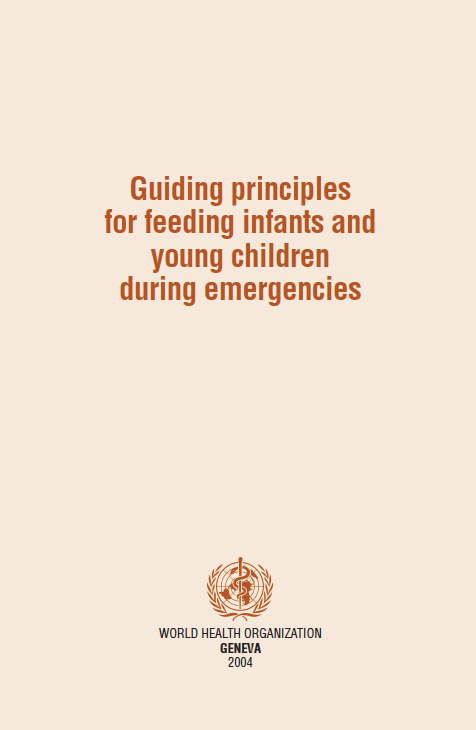 Guiding principles
for feeding infants and
young children
during emergencies
WORLD HEALTH ORGANIZATION
GENEVA
2004